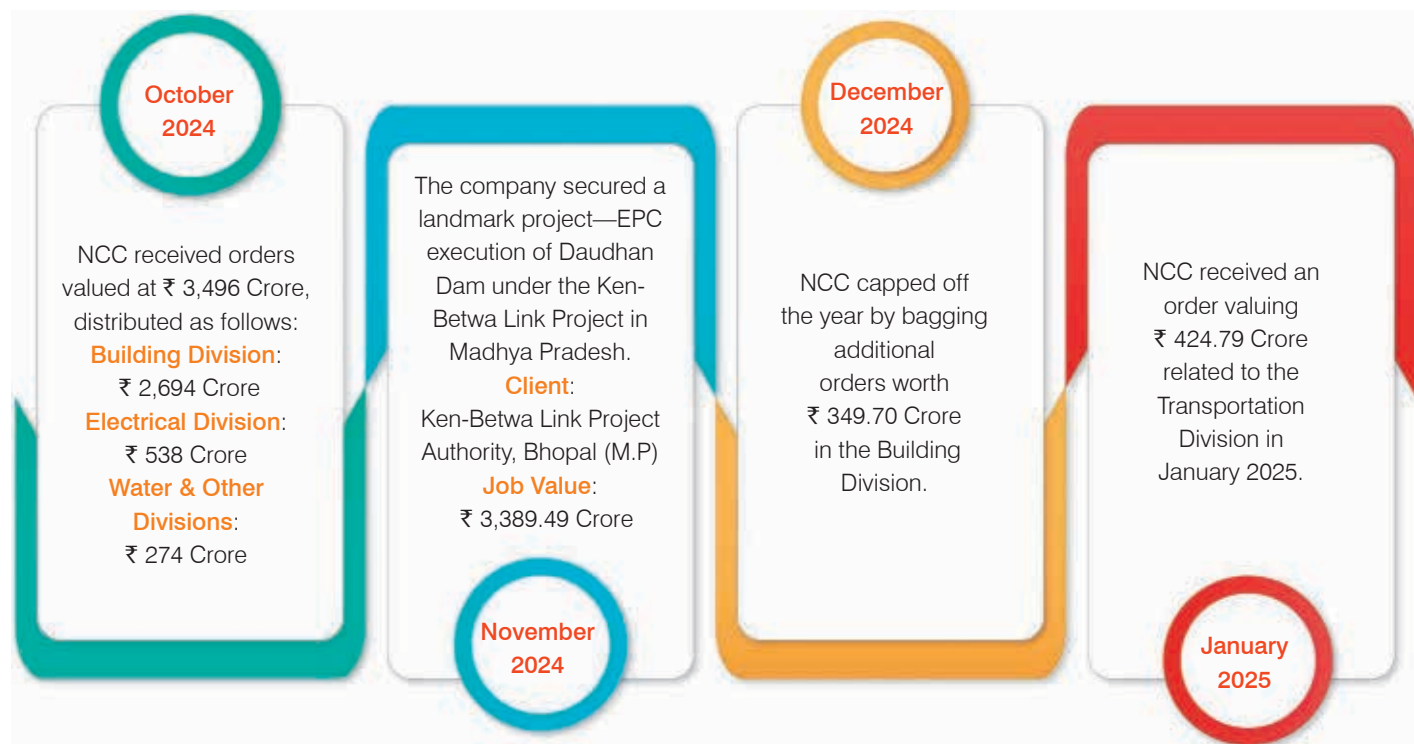 October
2024
NCC received orders
valued at ₹ 3,496 Crore,
distributed as follows:
Building Division:
₹ 2,694 Crore
Electrical Division:
₹ 538 Crore
Water & Other
Divisions:
₹ 274 Crore
The company secured a
landmark project—EPC
execution of Daudhan
Dam under the Ken-
Betwa Link Project in
Madhya Pradesh.
Client:
Ken-Betwa Link Project
Authority, Bhopal (M.P)
Job Value:
₹ 3,389.49 Crore
November
2024
December
2024
NCC capped off
the year by bagging
additional
orders worth
₹ 349.70 Crore
in the Building
Division.
NCC received an
order valuing
₹ 424.79 Crore
related to the
Transportation
Division in
January 2025.
January
2025